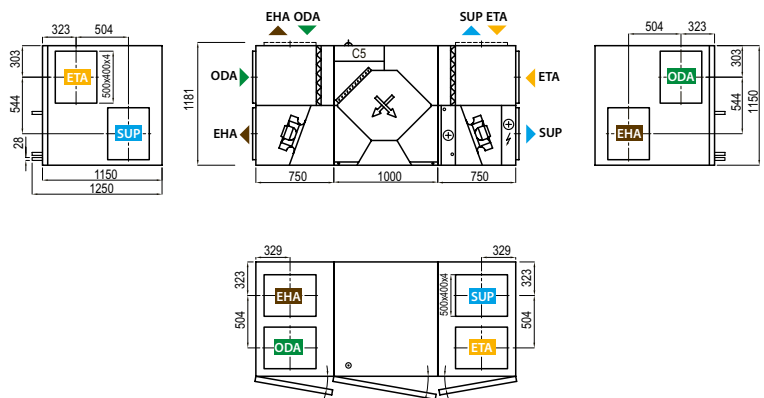 EHA ODA
SUP ETA
323
504
303
544
28
ETA
500x400x4
SUP
1150
1250
C5
ODA
EHA
1181
ETA
SUP
750
1000
750
504
323
303
544
1150
ODA
EHA
329
323
504
EHA
ODA
329
323
504
500x400x4
SUP
ETA